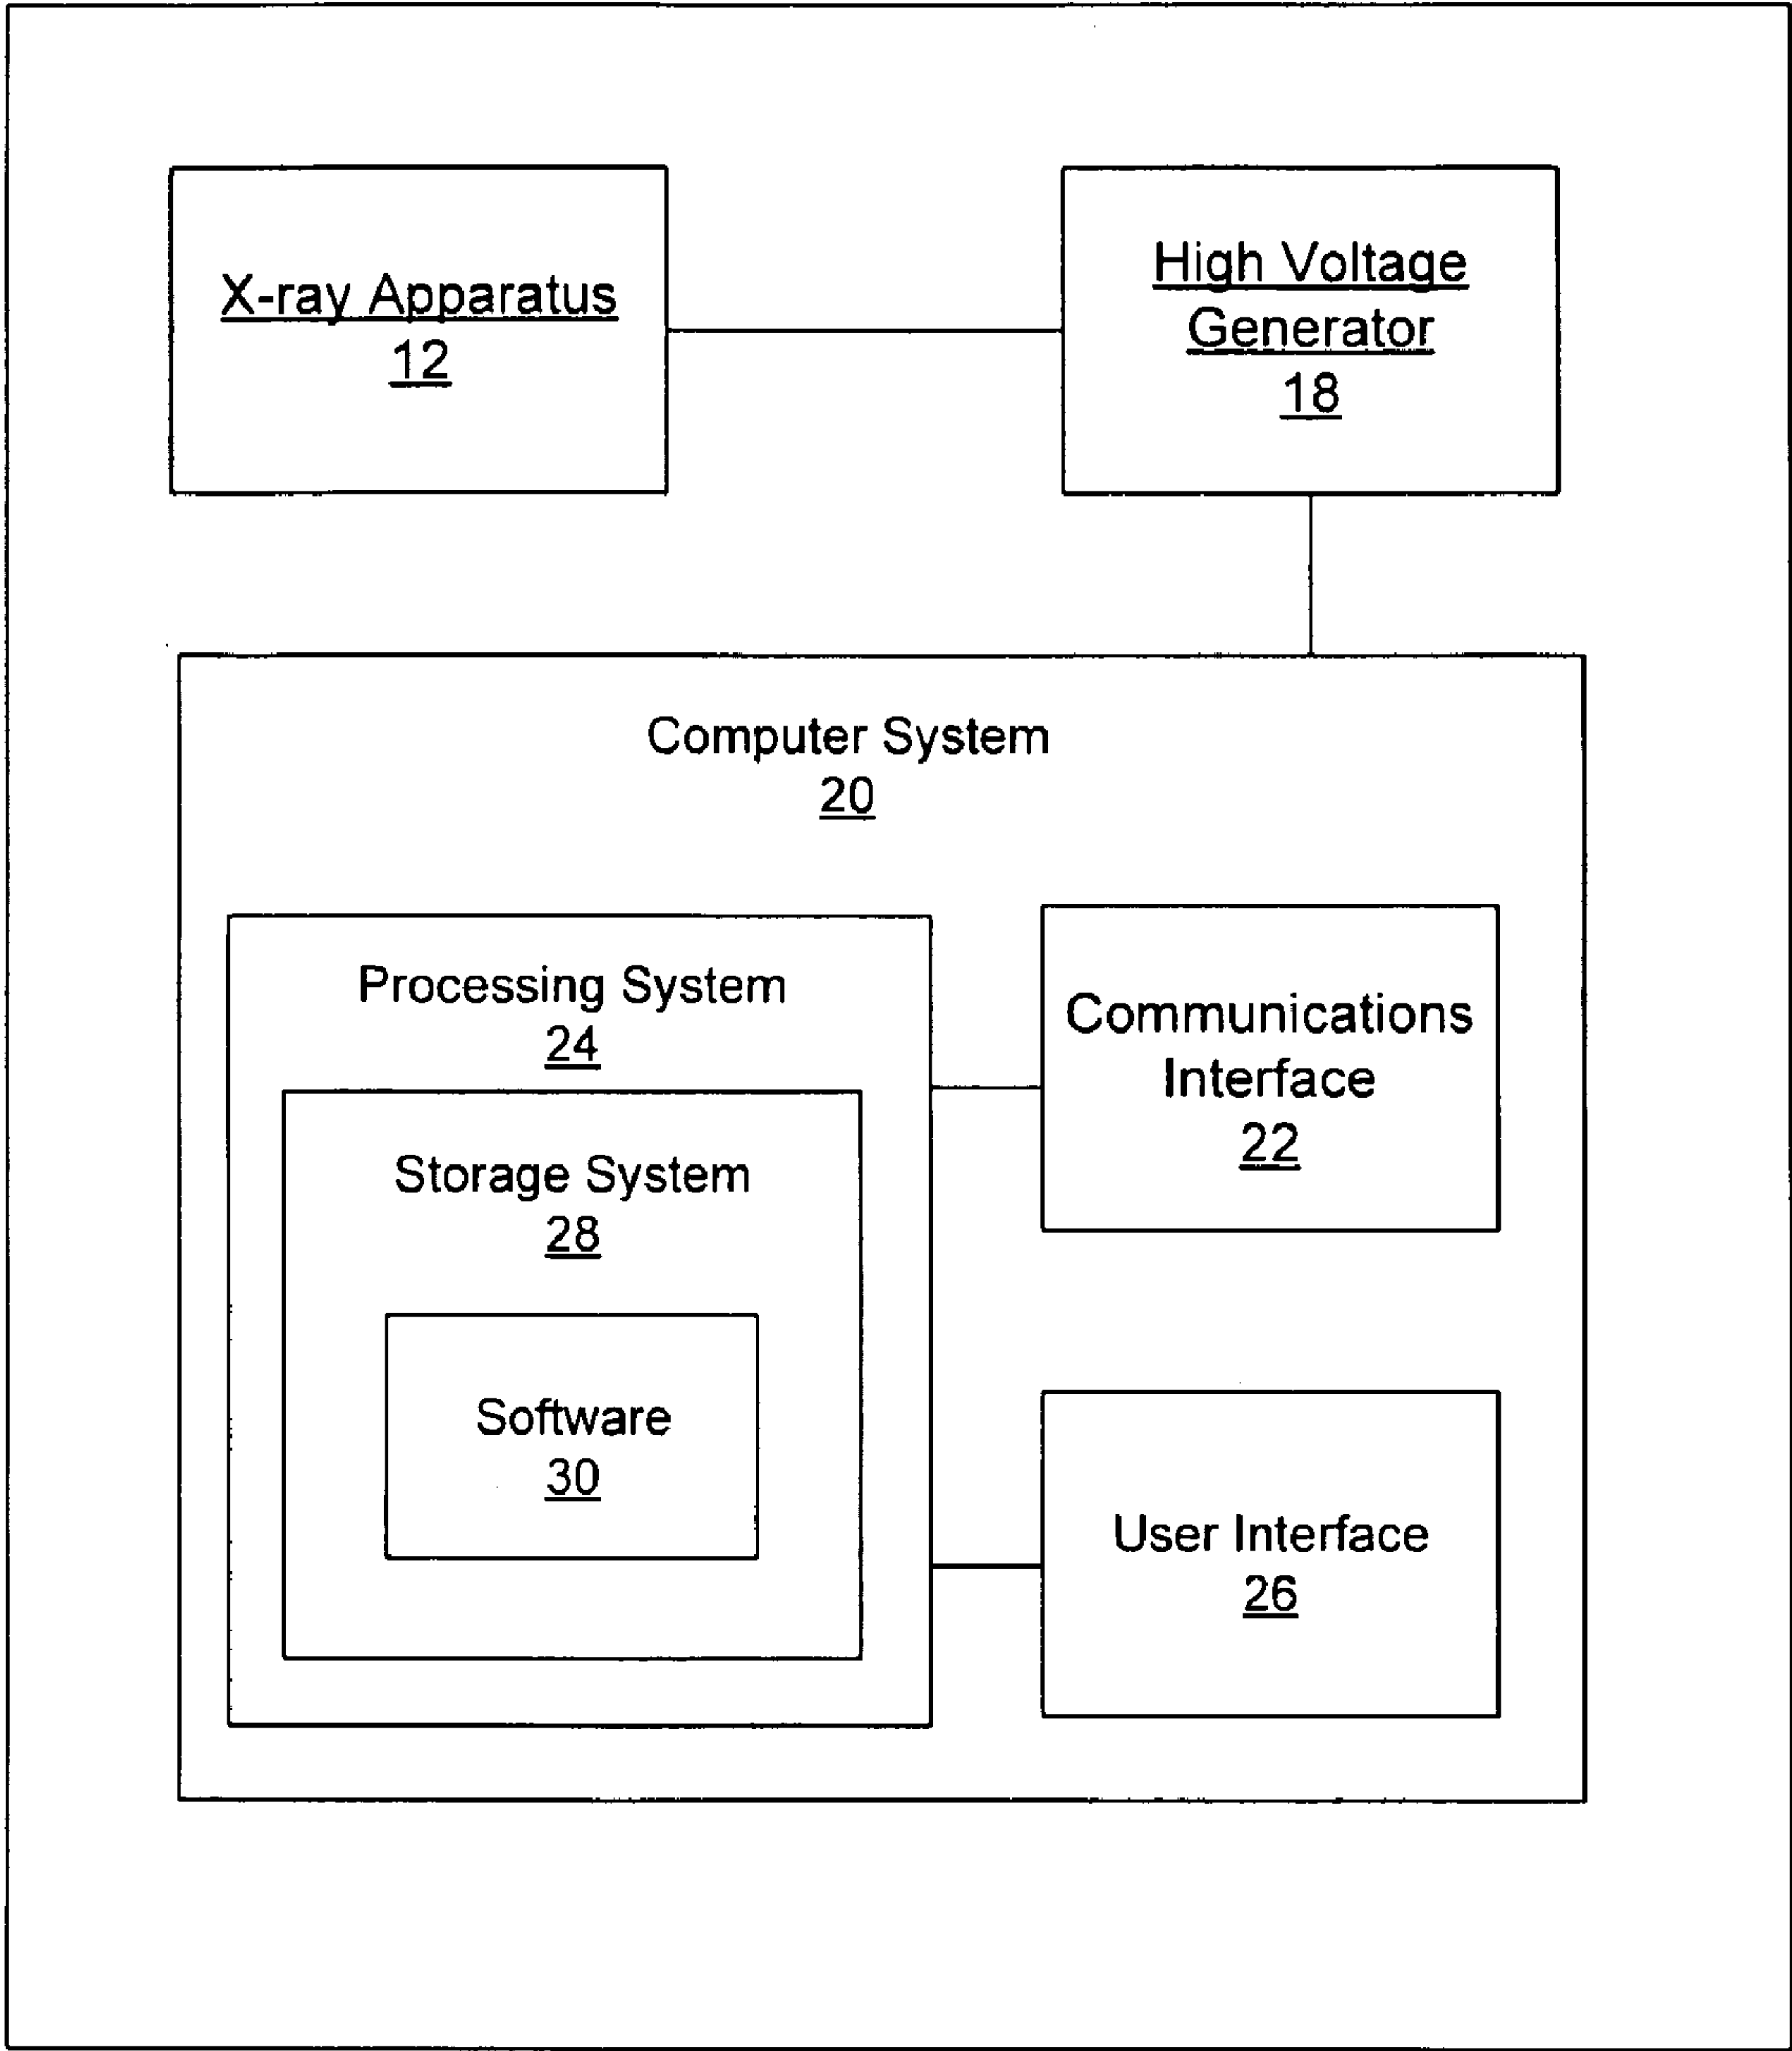 X-ray Apparatus
12
High Voltage
Generator
18
Computer System
20
Processing System
24
Communications
Interface
22
Storage System
28
Software
30
User Interface
26